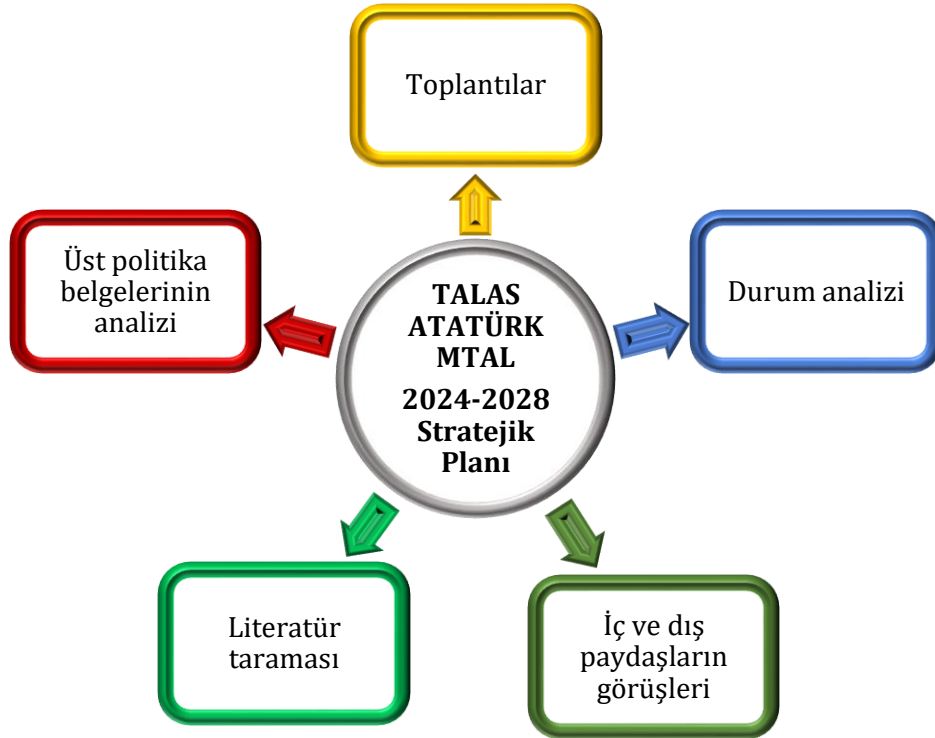 Toplantılar
Üst politika
belgelerinin
analizi
TALAS
ATATÜRK
MTAL
2024-2028
Stratejik
Planı
Durum analizi
Literatür
taraması
İç ve dış
paydaşların
görüşleri